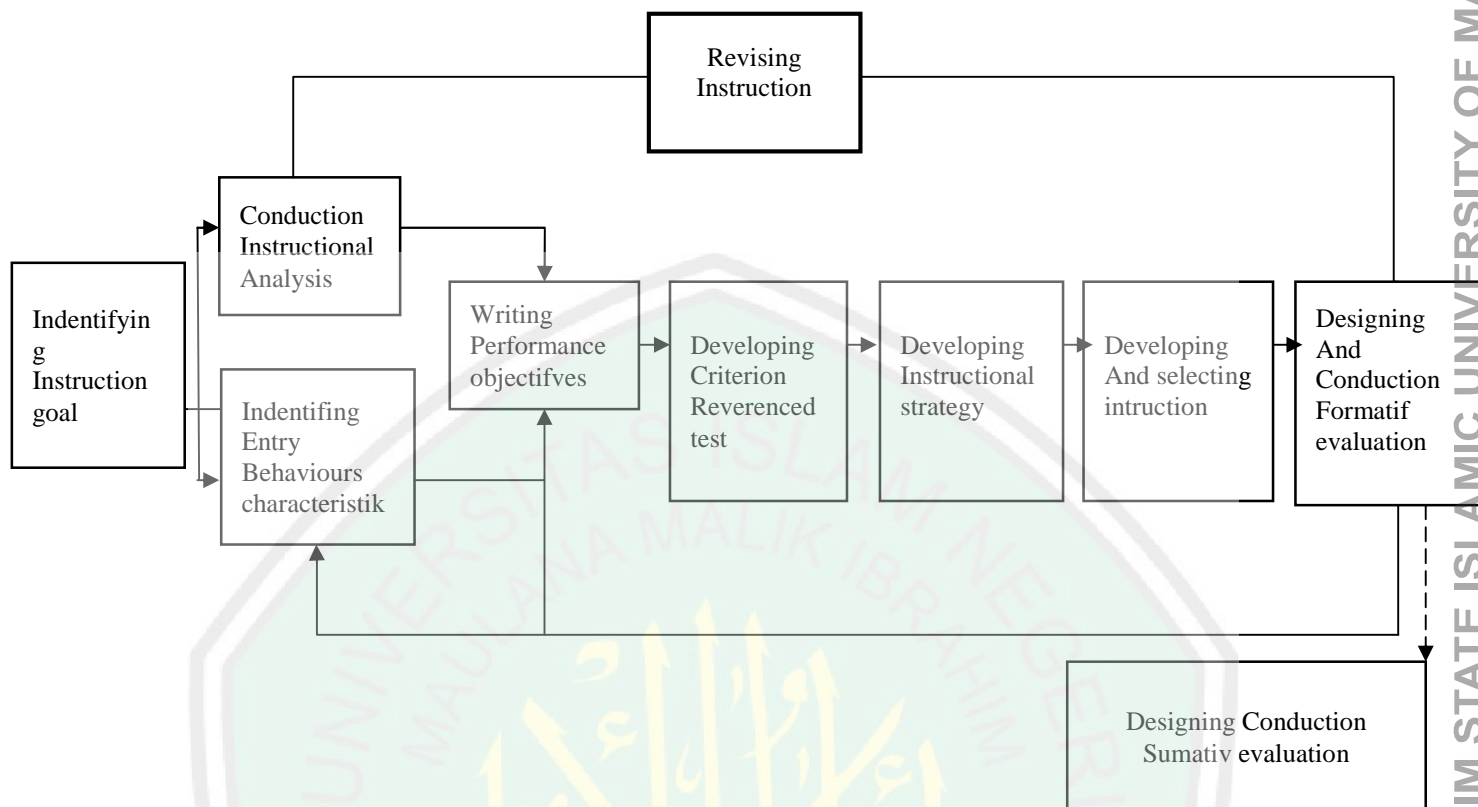 Revising
Instruction
Conduction
Instructional
Analysis
Indentifyin
g
Instruction
goal
Indentifing
Entry
Behaviours
characteristik
Writing
Performance
objectifves
Developing
Criterion
Reverenced
test
Developing
Instructional
strategy
Developing
And selecting
intruction
Designing
And
Conduction
Formatif
evaluation
Designing Conduction
Sumativ evaluation
UNIVERSITAS ISLAM NEGERI
MAULANA MALIK IBRAHIM
IM STATE ISLAMIC UNIVERSITY OF MA